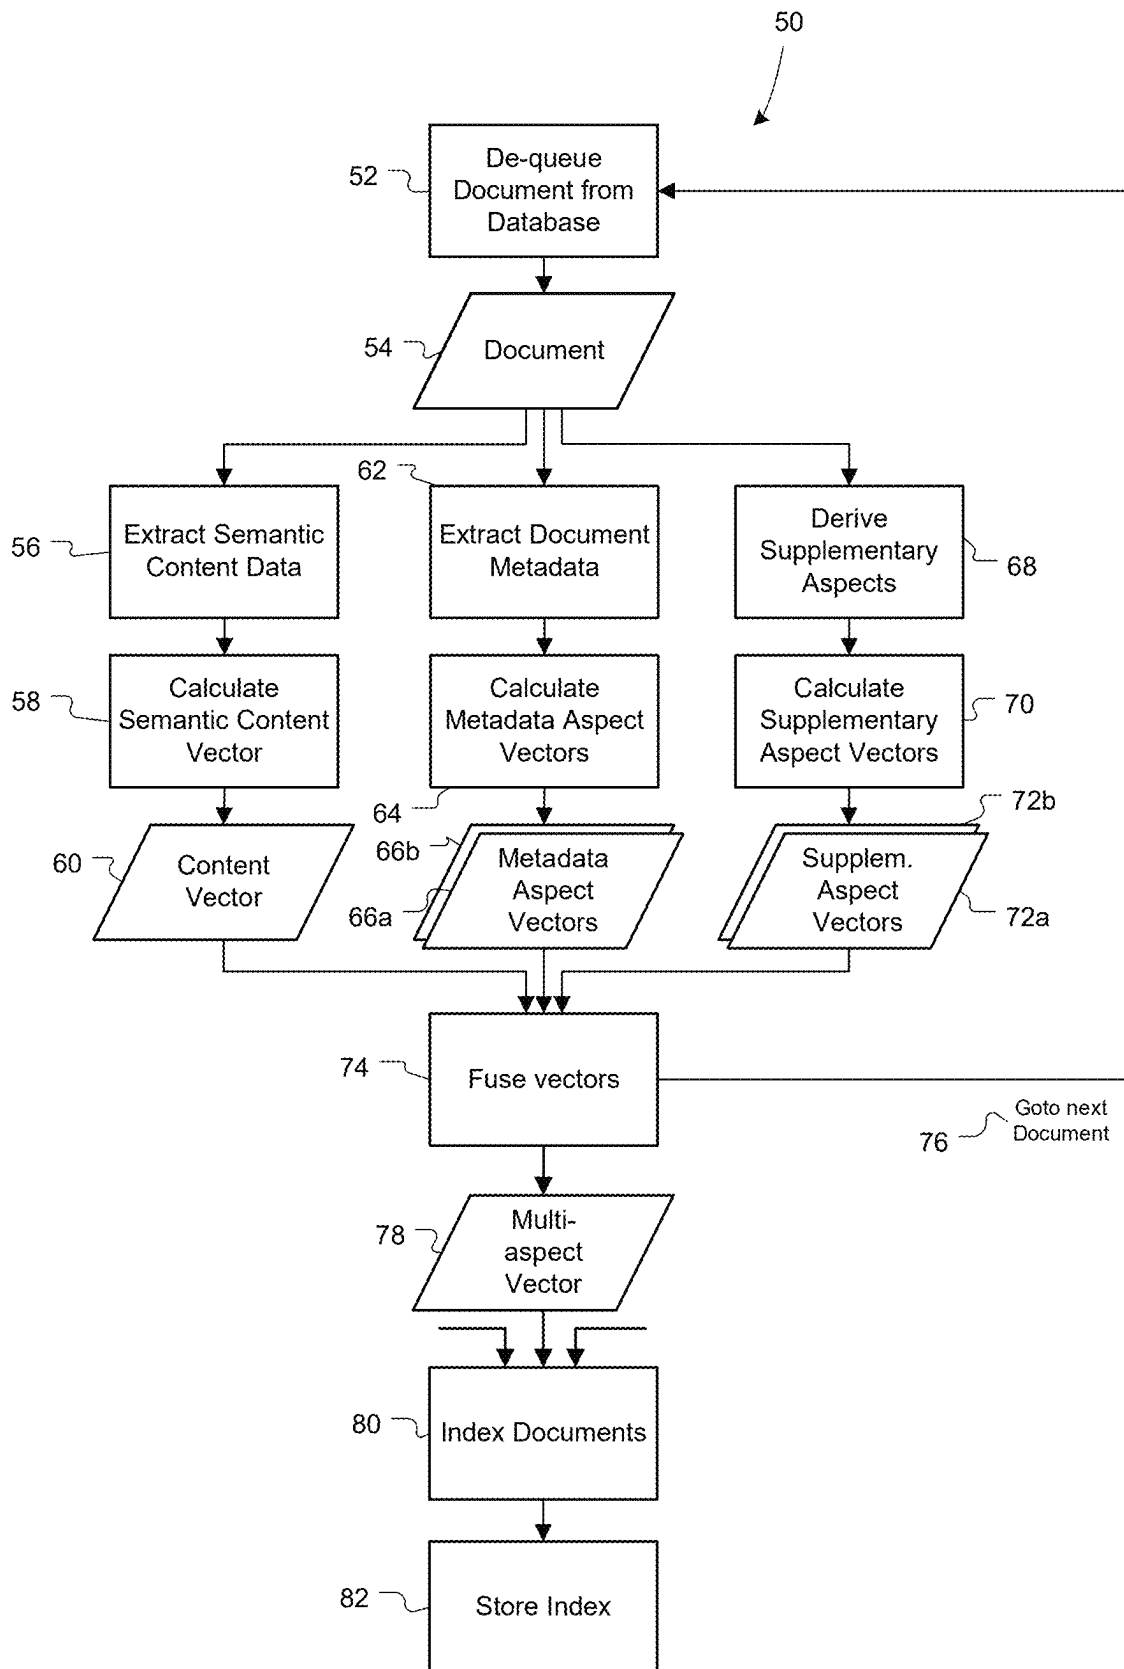 50
52
De-queue
Document from
Database
54
Document
56
Extract Semantic
Content Data
62
Extract Document
Metadata
Derive
Supplementary
Aspects
68
58
Calculate
Semantic Content
Vector
Calculate
Metadata Aspect
Vectors
64
Calculate
Supplementary
Aspect Vectors
70
60
Content
Vector
66b
66a
Metadata
Aspect
Vectors
72b
Supplem.
Aspect
Vectors
72a
74
Fuse vectors
76
Goto next
Document
78
Multi-
aspect
Vector
80
Index Documents
82
Store Index